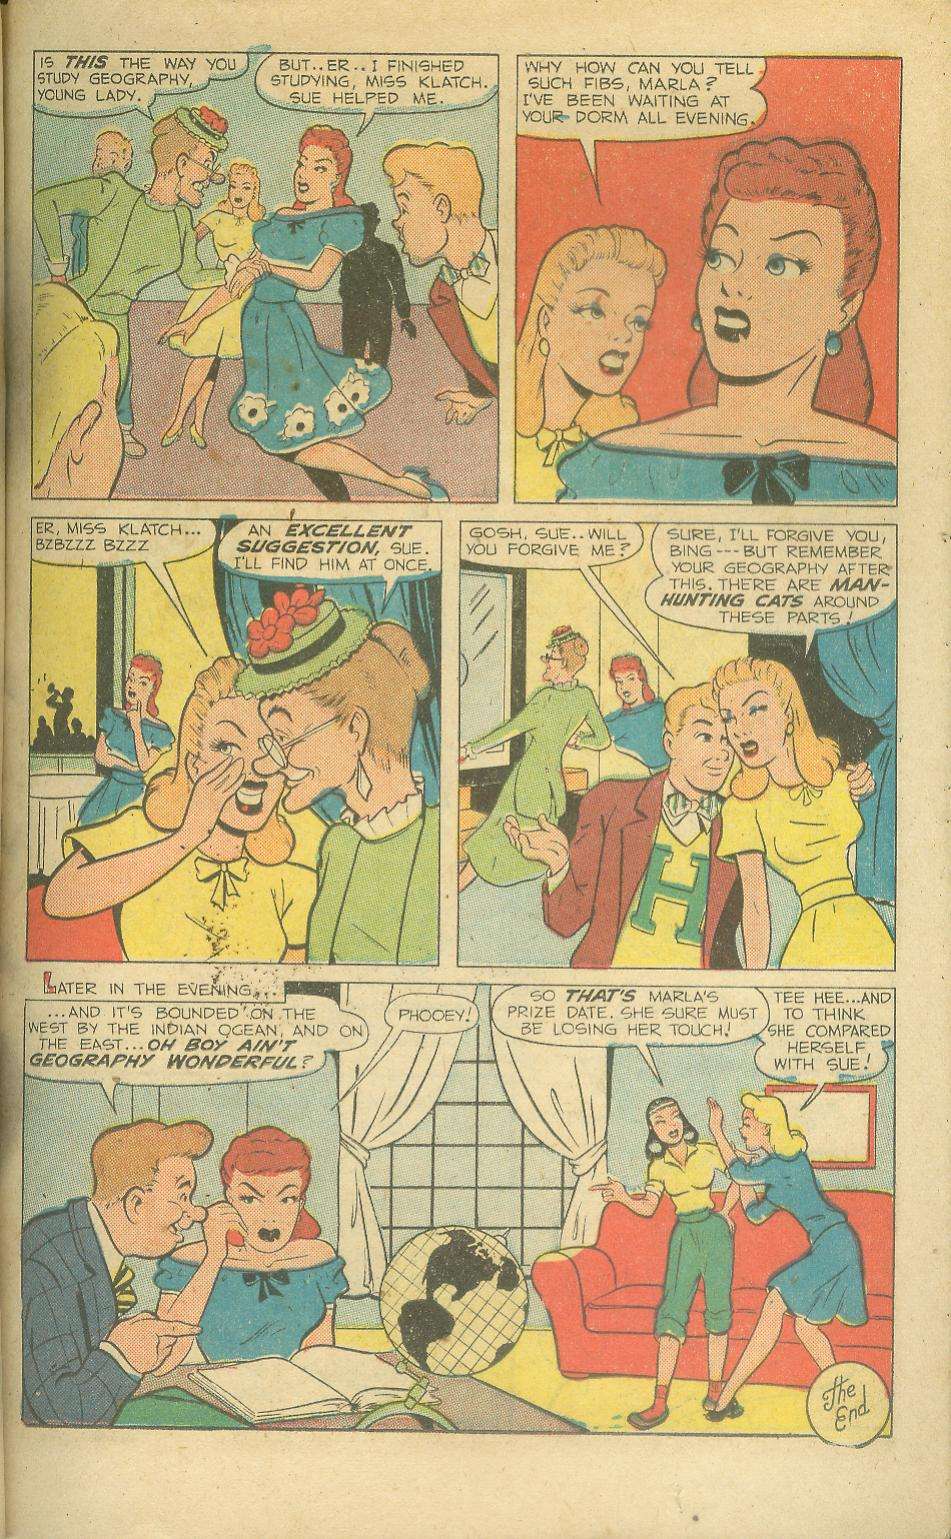 IS THIS THE WAY YOU
STUDY GEOGRAPHY,
YOUNG LADY.
BUT..ER..I FINISHED
STUDYING, MISS KLATCH.
SUE HELPED ME.
WHY HOW CAN YOU TELL
SUCH FIBS, MARLA?
I'VE BEEN WAITING AT
YOUR DORM ALL EVENING.
ER, MISS KLATCH...
BZBZZZ BZZZ
AN EXCELLENT
SUGGESTION, SUE.
I'LL FIND HIM AT ONCE.
GOSH, SUE..WILL
YOU FORGIVE ME?
SURE, I'LL FORGIVE YOU,
BING---BUT REMEMBER
YOUR GEOGRAPHY AFTER
THIS. THERE ARE MAN-
HUNTING CATS AROUND
THESE PARTS!
H
LATER IN THE EVENING...
...AND IT'S BOUNDED ON THE
WEST BY THE INDIAN OCEAN, AND ON
THE EAST...OH BOY AIN'T
GEOGRAPHY WONDERFUL?
PHOOEY!
SO THAT'S MARLA'S
PRIZE DATE. SHE SURE MUST
BE LOSING HER TOUCH!
TEE HEE...AND
TO THINK
SHE COMPARED
HERSELF
WITH SUE!
The
End